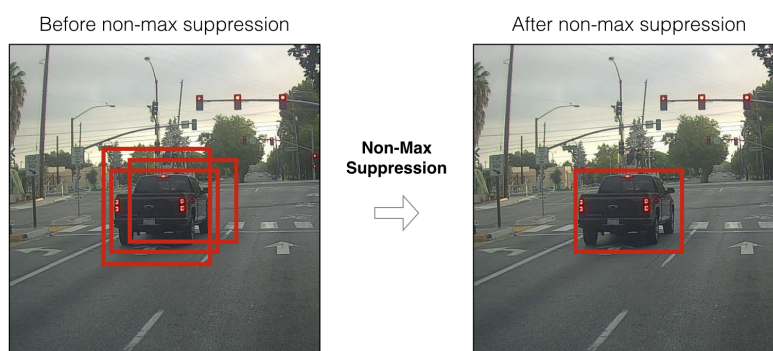 Before non-max suppression
After non-max suppression
Non-Max
Suppression